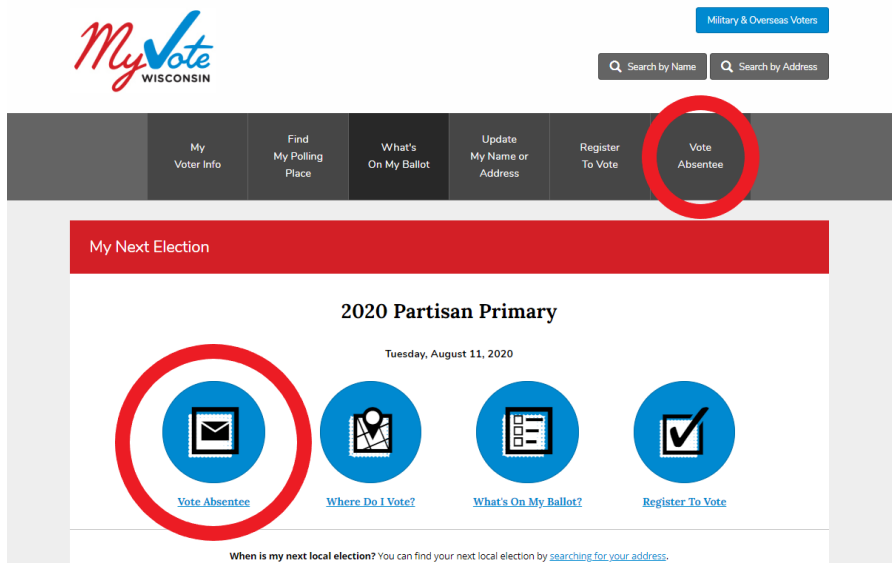 MyVote
WISCONSIN
Military & Overseas Voters
Search by Name
Search by Address
My
Voter Info
Find
My Polling
Place
What's
On My Ballot
Update
My Name or
Address
Register
To Vote
Vote
Absentee
My Next Election
2020 Partisan Primary
Tuesday, August 11, 2020
Vote Absentee
Where Do I Vote?
What's On My Ballot?
Register To Vote
When is my next local election? You can find your next local election by searching for your address.